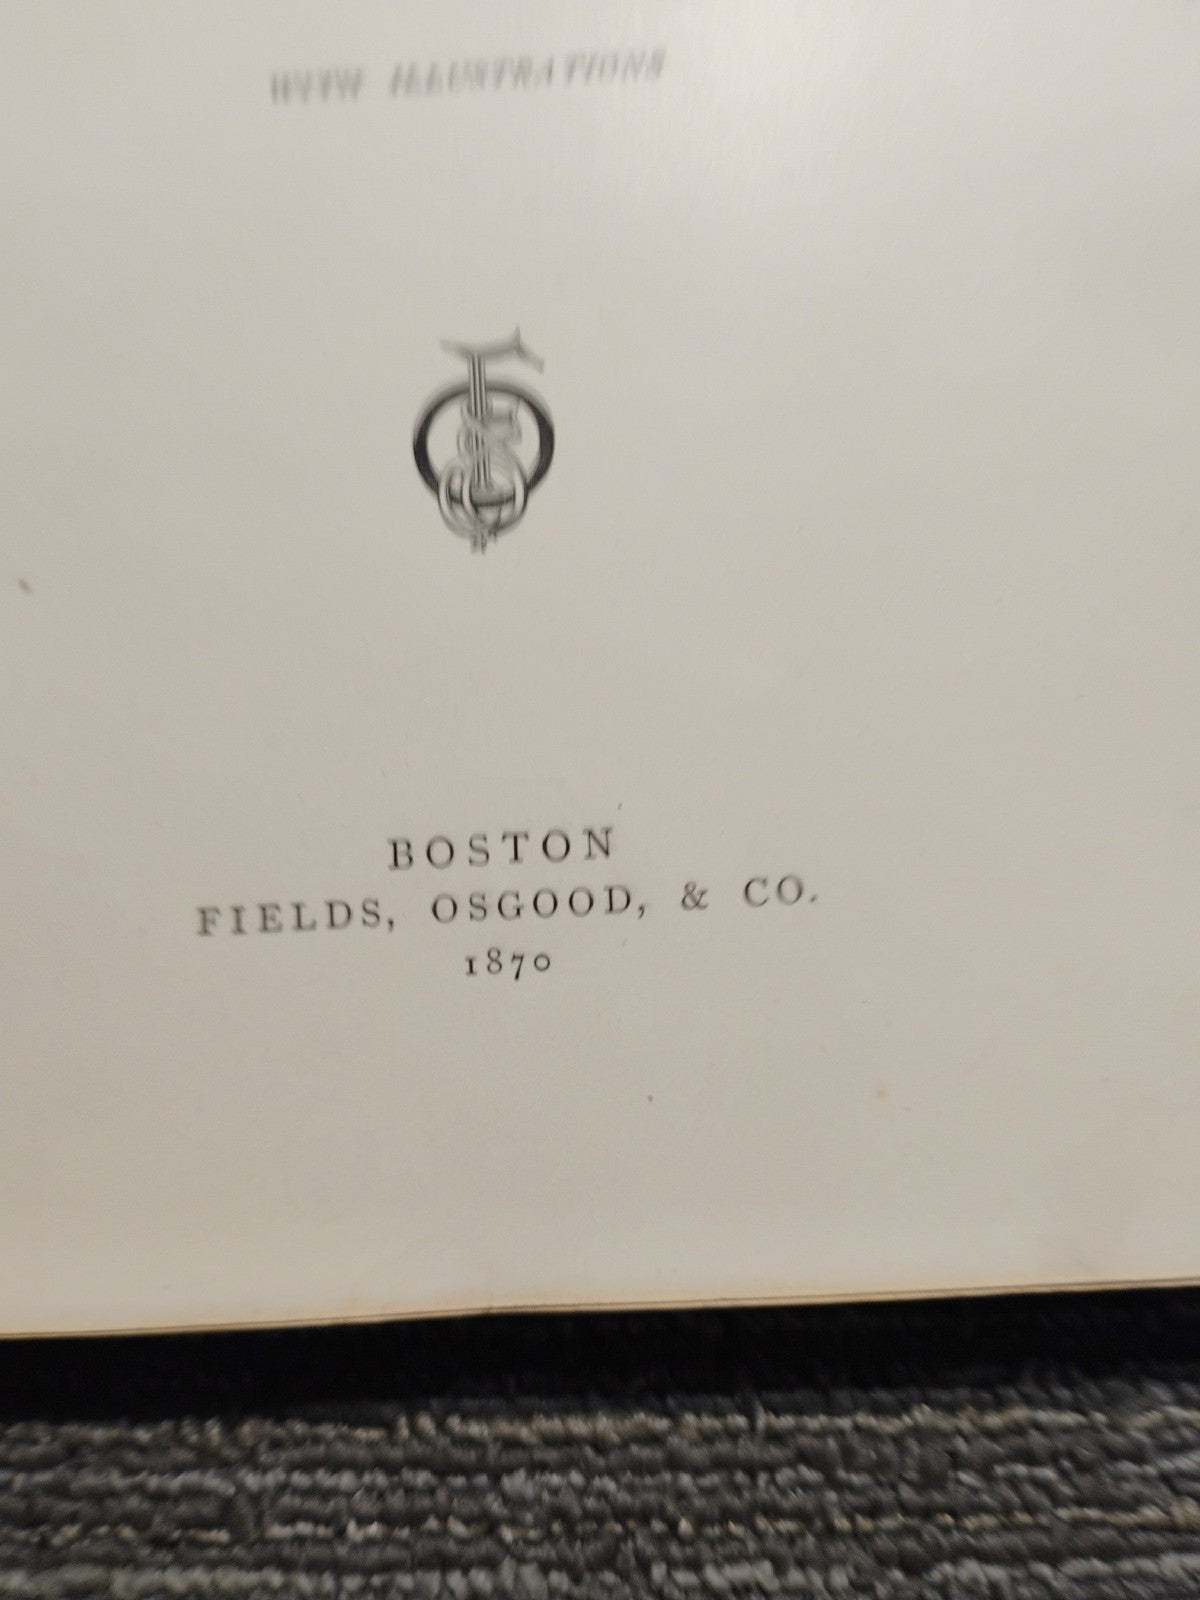 WITH ILLUSTRATIONS
BOSTON
FIELDS, OSGOOD, & CO.
1870